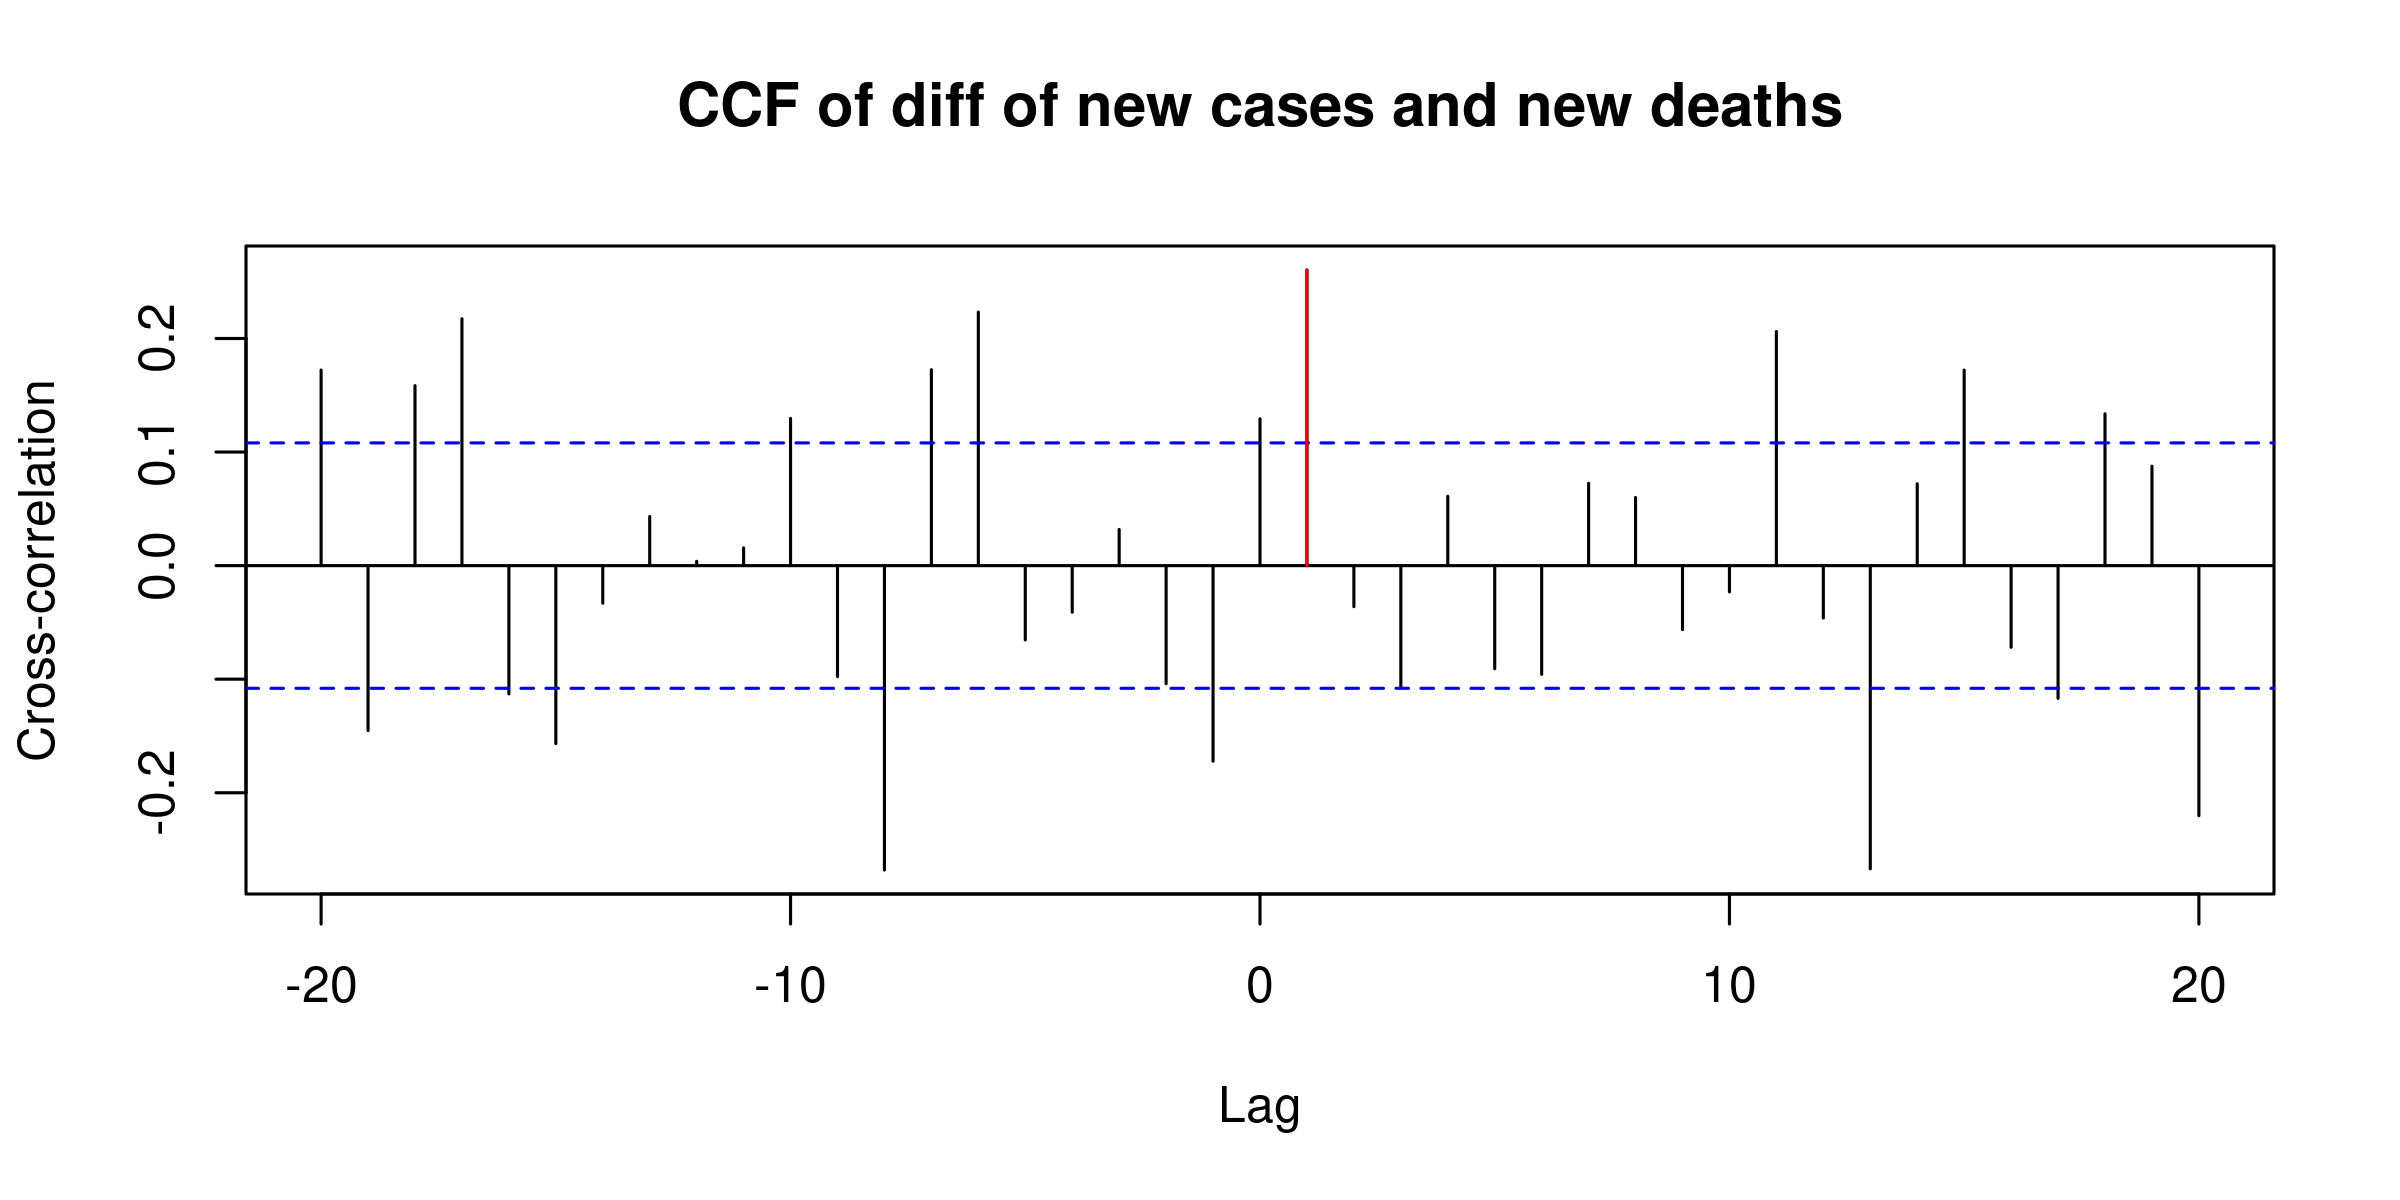 CCF of diff of new cases and new deaths
Cross-correlation
0.2
0.1
0.0
-0.2
-20 -10 0 10 20
Lag